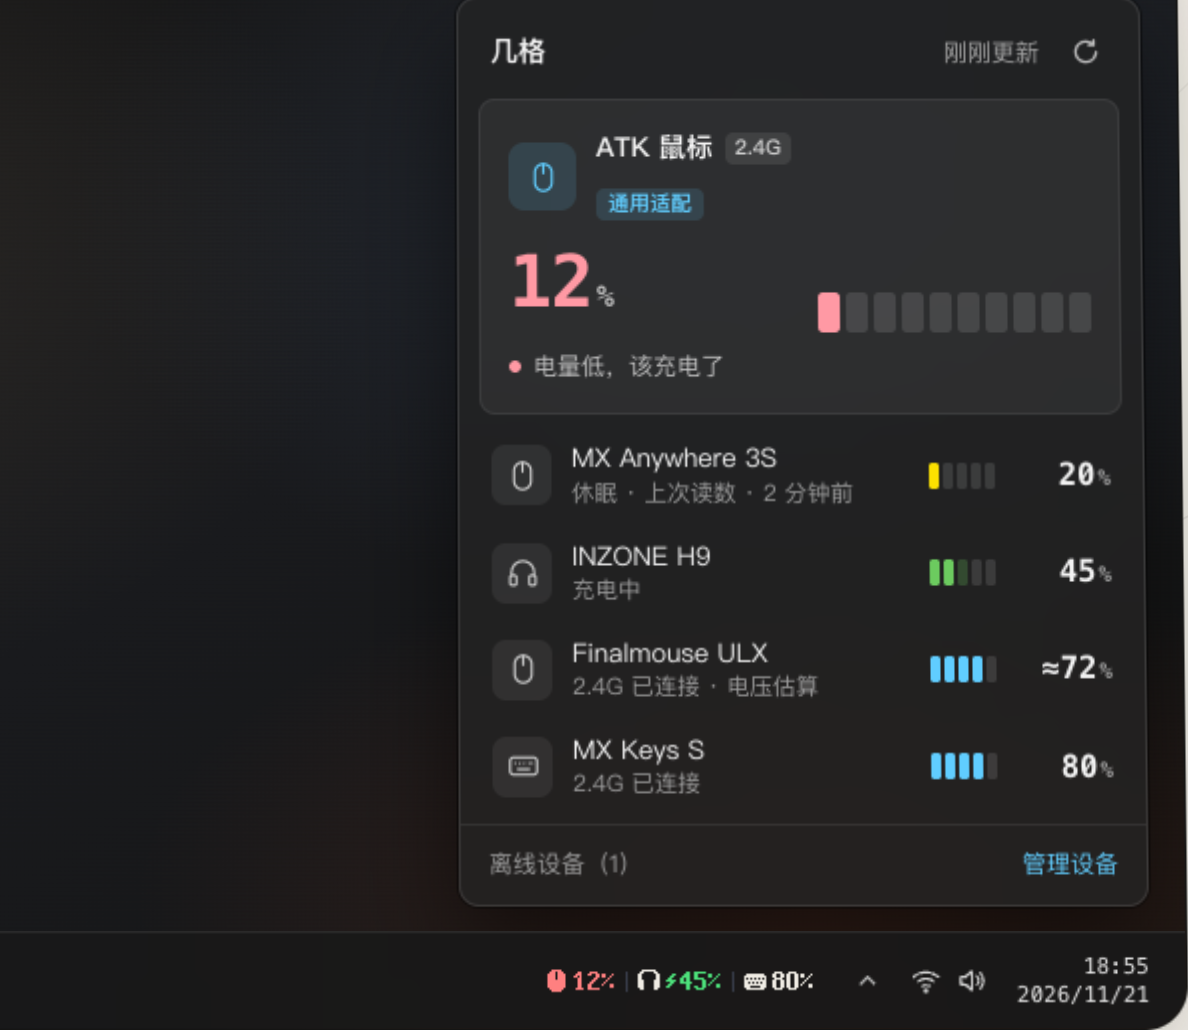 几格
刚刚更新
ATK 鼠标 2.4G
通用适配
12%
电量低，该充电了
MX Anywhere 3S
休眠 · 上次读数 · 2 分钟前
20%
INZONE H9
充电中
45%
Finalmouse ULX
2.4G 已连接 · 电压估算
≈72%
MX Keys S
2.4G 已连接
80%
离线设备（1）
管理设备
12% 45% 80%
18:55
2026/11/21